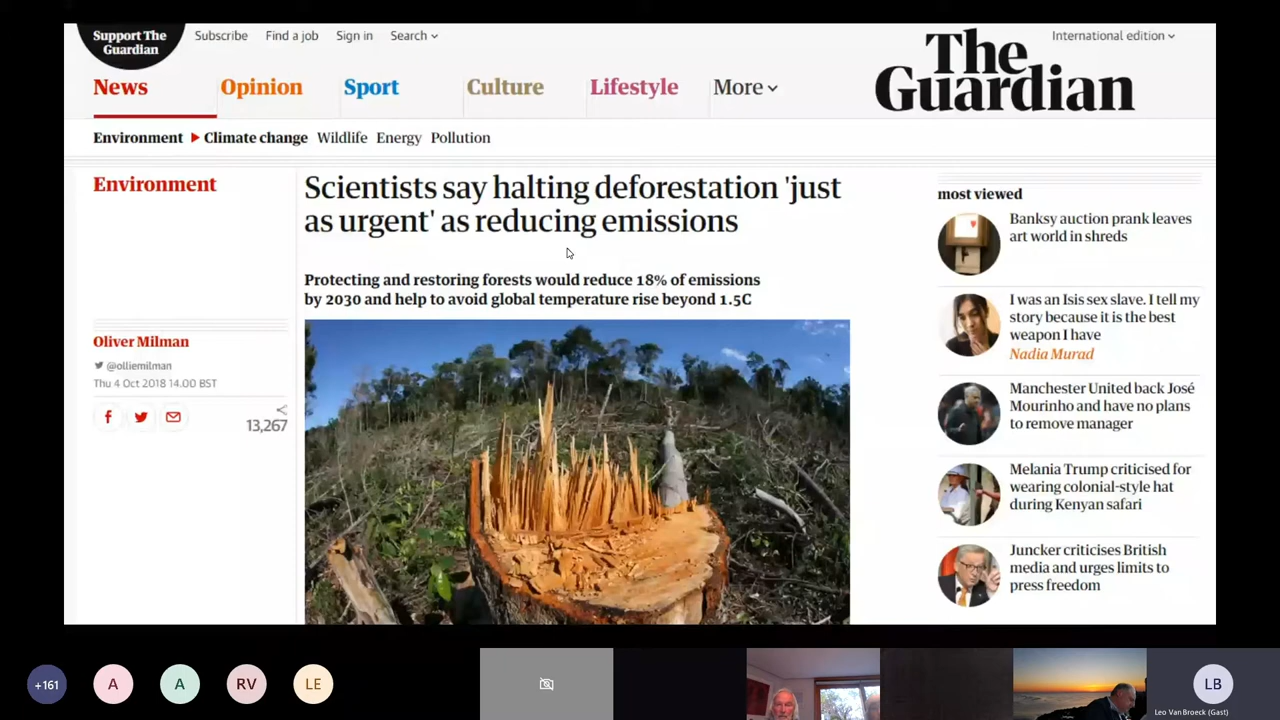 Support The
Guardian
Subscribe Find a job Sign in Search
International edition
The
Guardian
News Opinion Sport Culture Lifestyle More
Environment Climate change Wildlife Energy Pollution
Environment
Scientists say halting deforestation 'just
as urgent' as reducing emissions
Protecting and restoring forests would reduce 18% of emissions
by 2030 and help to avoid global temperature rise beyond 1.5C
Oliver Milman
@olliemilman
Thu 4 Oct 2018 14.00 BST
13,267
most viewed
Banksy auction prank leaves
art world in shreds
I was an Isis sex slave. I tell my
story because it is the best
weapon I have
Nadia Murad
Manchester United back José
Mourinho and have no plans
to remove manager
Melania Trump criticised for
wearing colonial-style hat
during Kenyan safari
Juncker criticises British
media and urges limits to
press freedom
+161 A A RV LE LB
Leo Van Broeck (Gast)